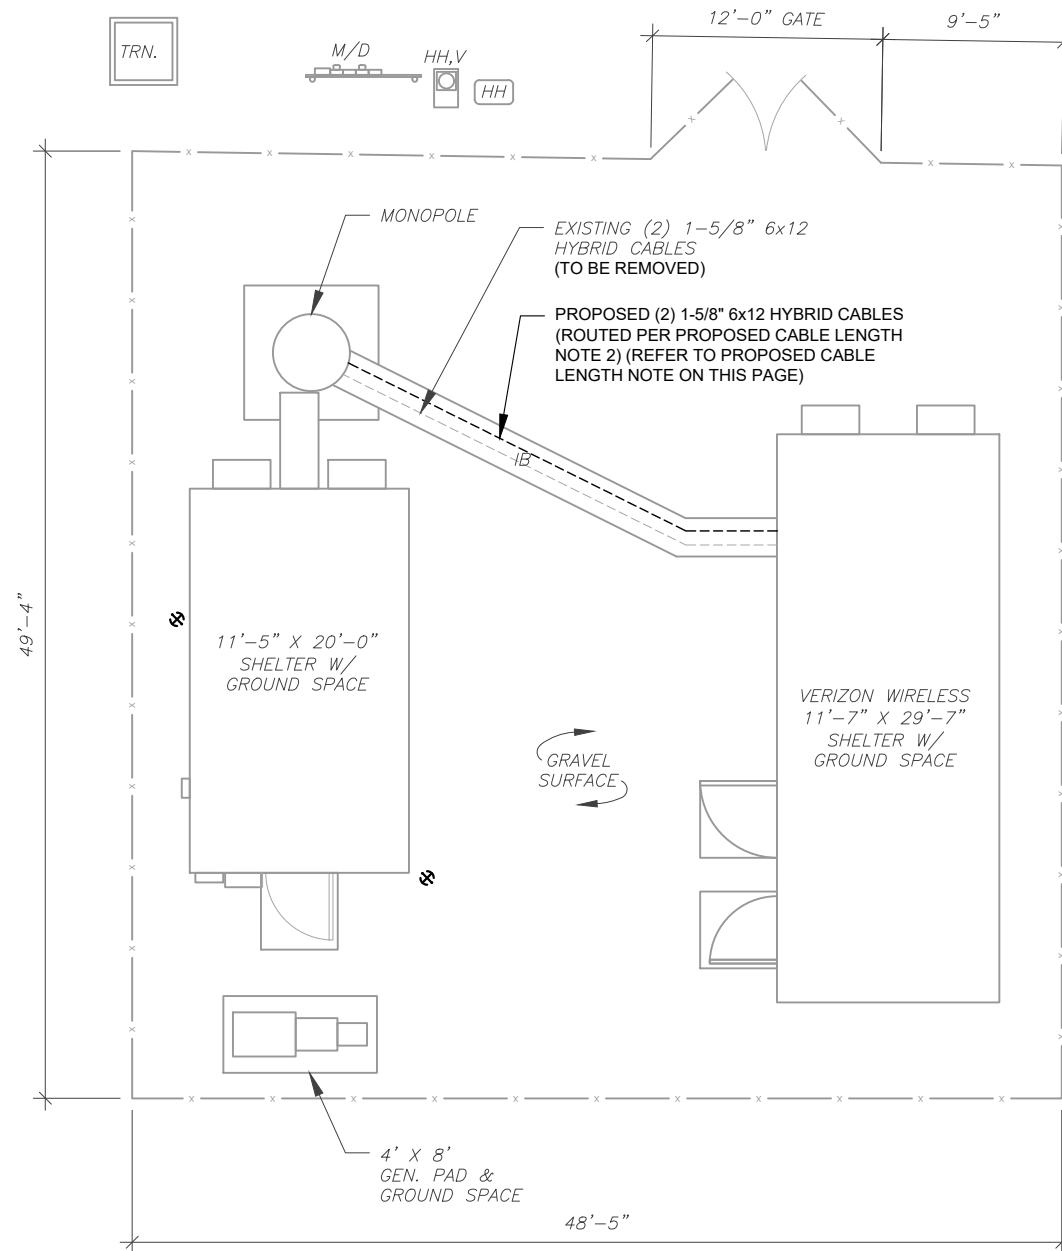 12'-0" GATE
9'-5"
TRN.
M/D
HH,V
HH
MONOPOLE
EXISTING (2) 1-5/8" 6x12
HYBRID CABLES
(TO BE REMOVED)
PROPOSED (2) 1-5/8" 6x12 HYBRID CABLES
(ROUTED PER PROPOSED CABLE LENGTH
NOTE 2) (REFER TO PROPOSED CABLE
LENGTH NOTE ON THIS PAGE)
IB
49'-4"
11'-5" X 20'-0"
SHELTER W/
GROUND SPACE
VERIZON WIRELESS
11'-7" X 29'-7"
SHELTER W/
GROUND SPACE
GRAVEL
SURFACE
4' X 8'
GEN. PAD &
GROUND SPACE
48'-5"